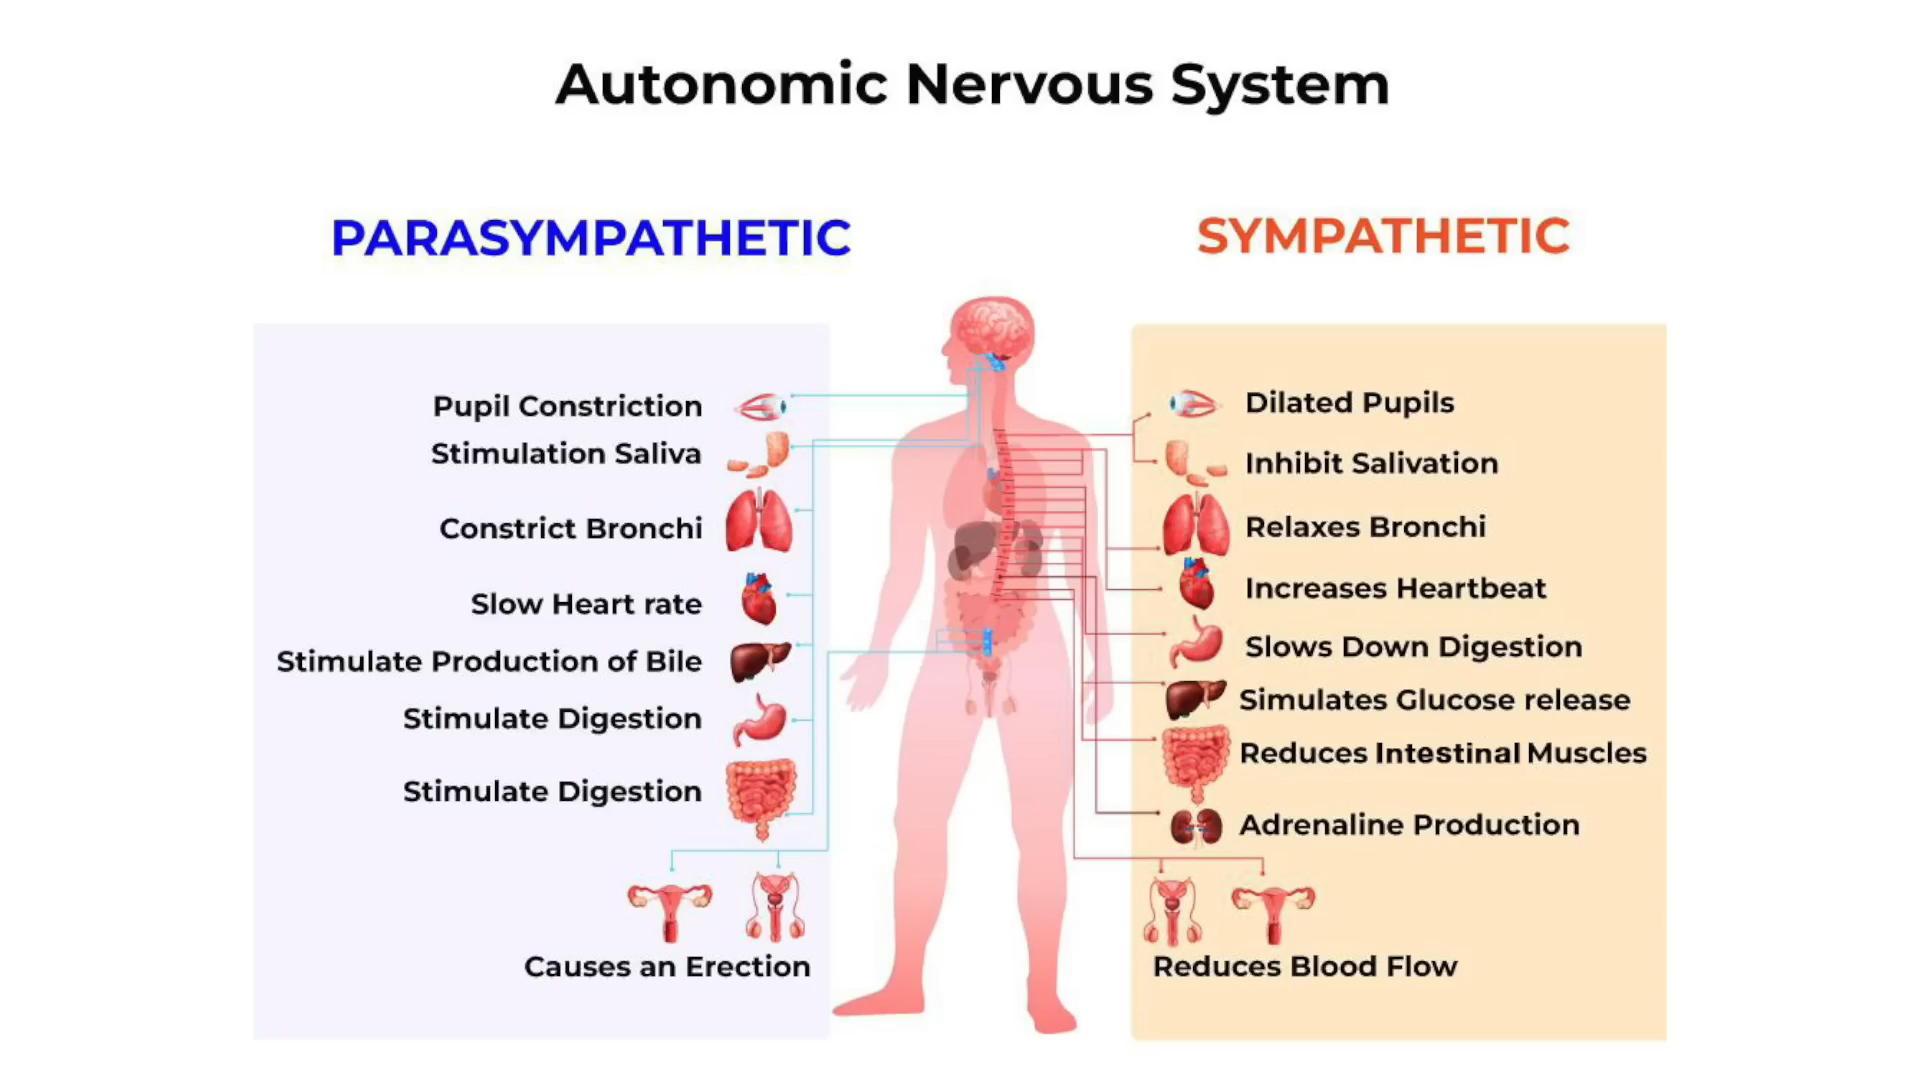 Autonomic Nervous System
PARASYMPATHETIC
Pupil Constriction
Stimulation Saliva
Constrict Bronchi
Slow Heart rate
Stimulate Production of Bile
Stimulate Digestion
Stimulate Digestion
Causes an Erection
SYMPATHETIC
Dilated Pupils
Inhibit Salivation
Relaxes Bronchi
Increases Heartbeat
Slows Down Digestion
Simulates Glucose release
Reduces Intestinal Muscles
Adrenaline Production
Reduces Blood Flow